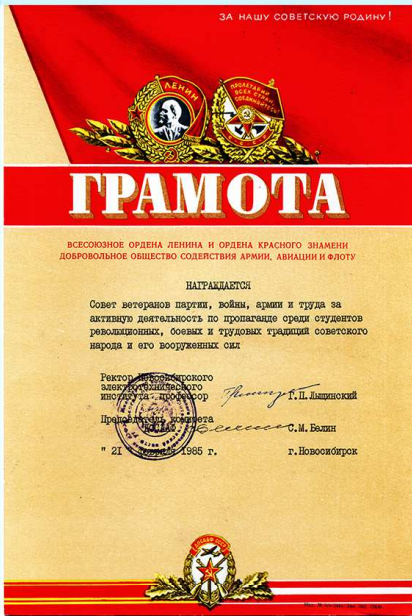 ЗА НАШУ СОВЕТСКУЮ РОДИНУ!
ЛЕНИН
ПРОЛЕТАРИИ
ВСЕХ СТРАН,
СОЕДИНЯЙТЕСЬ!
ГРАМОТА
ВСЕСОЮЗНОЕ ОРДЕНА ЛЕНИНА И ОРДЕНА КРАСНОГО ЗНАМЕНИ
ДОБРОВОЛЬНОЕ ОБЩЕСТВО СОДЕЙСТВИЯ АРМИИ, АВИАЦИИ И ФЛОТУ
НАГРАЖДАЕТСЯ
Совет ветеранов партии, войны, армии и труда за
активную деятельность по пропаганде среди студентов
революционных, боевых и трудовых традиций советского
народа и его вооруженных сил
Ректор Новосибирского
электротехнического
института профессор Г.П.Лыщинский
Председатель комитета
ДОСААФ С.М.Белин
" 21 февраля 1985 г. г.Новосибирск
ДОСААФ СССР